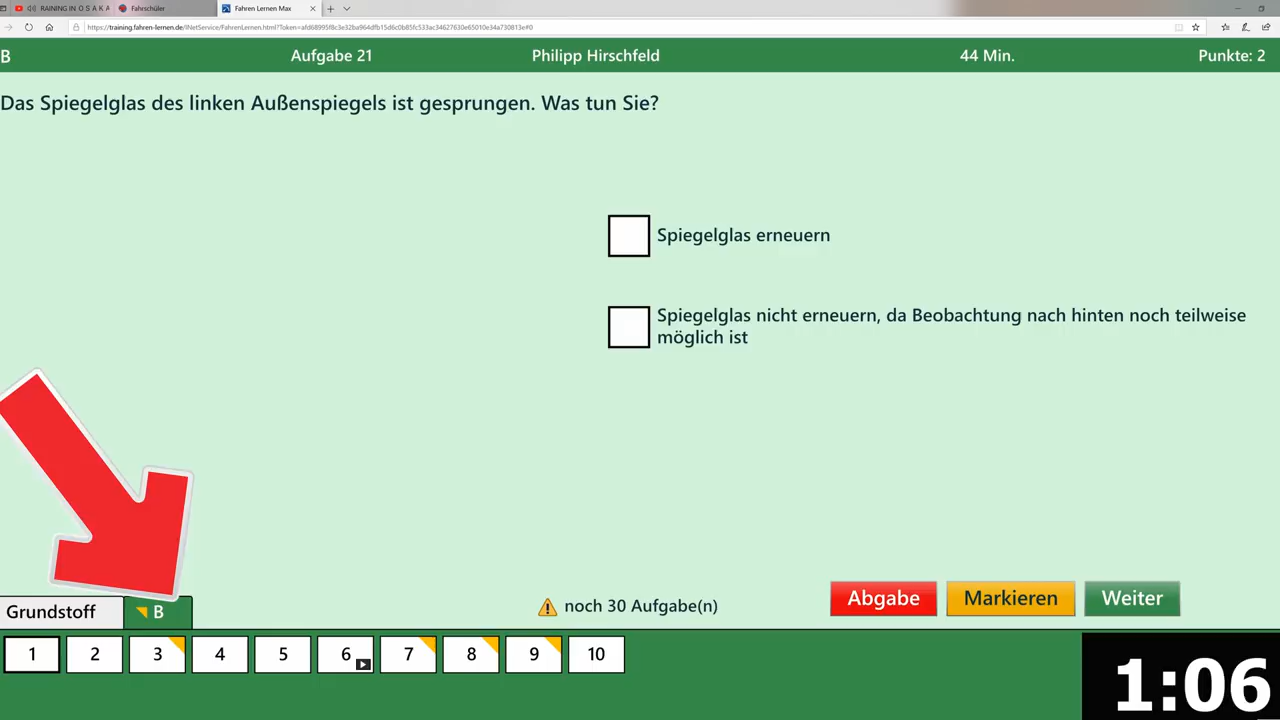 RAINING IN O S A K A
Fahrschüler
Fahren Lernen Max
B
Aufgabe 21
Philipp Hirschfeld
44 Min.
Punkte: 2
Das Spiegelglas des linken Außenspiegels ist gesprungen. Was tun Sie?
Spiegelglas erneuern
Spiegelglas nicht erneuern, da Beobachtung nach hinten noch teilweise
möglich ist
Grundstoff
B
noch 30 Aufgabe(n)
Abgabe
Markieren
Weiter
1
2
3
4
5
6
7
8
9
10
1:06